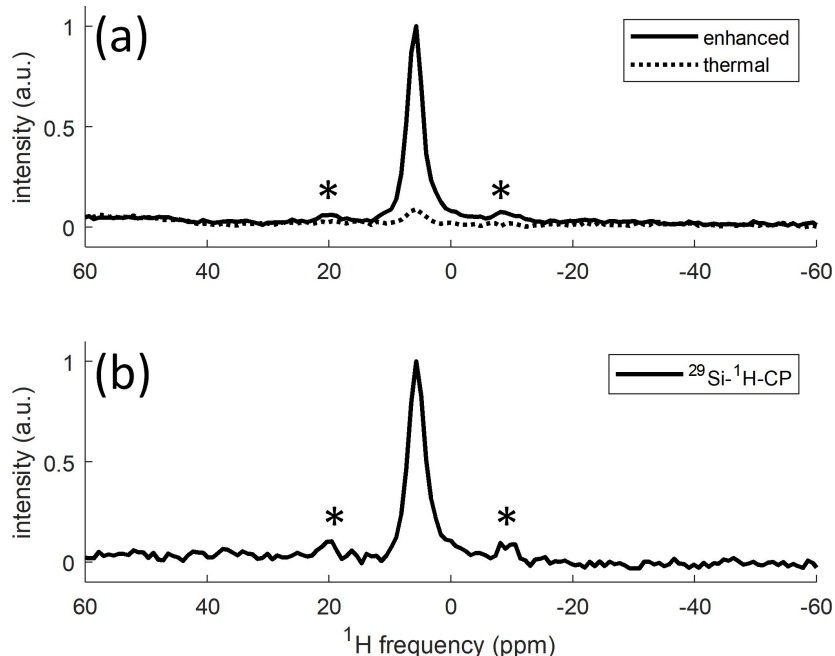 (a)
1
0.5
0
intensity (a.u.)
enhanced
thermal
*
*
60 40 20 0 -20 -40 -60
(b)
1
0.5
0
intensity (a.u.)
²⁹Si-¹H-CP
*
*
60 40 20 0 -20 -40 -60
¹H frequency (ppm)